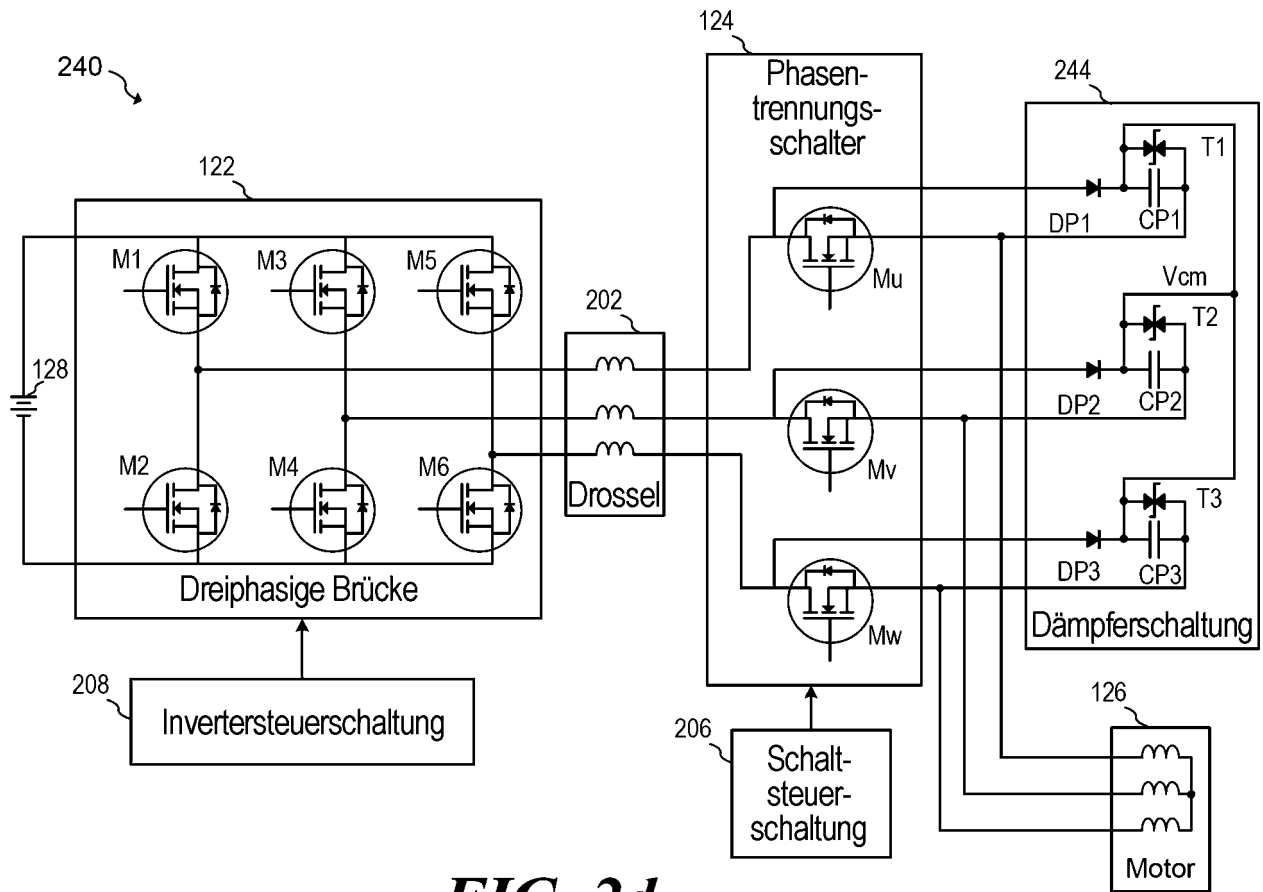 240
122
M1
M3
M5
128
M2
M4
M6
Dreiphasige Brücke
208
Invertersteuerschaltung
202
Drossel
124
Phasen-
trennungs-
schalter
Mu
Mv
Mw
206
Schalt-
steuer-
schaltung
244
T1
DP1
CP1
Vcm
T2
DP2
CP2
T3
DP3
CP3
Dämpferschaltung
126
Motor
FIG. 2d